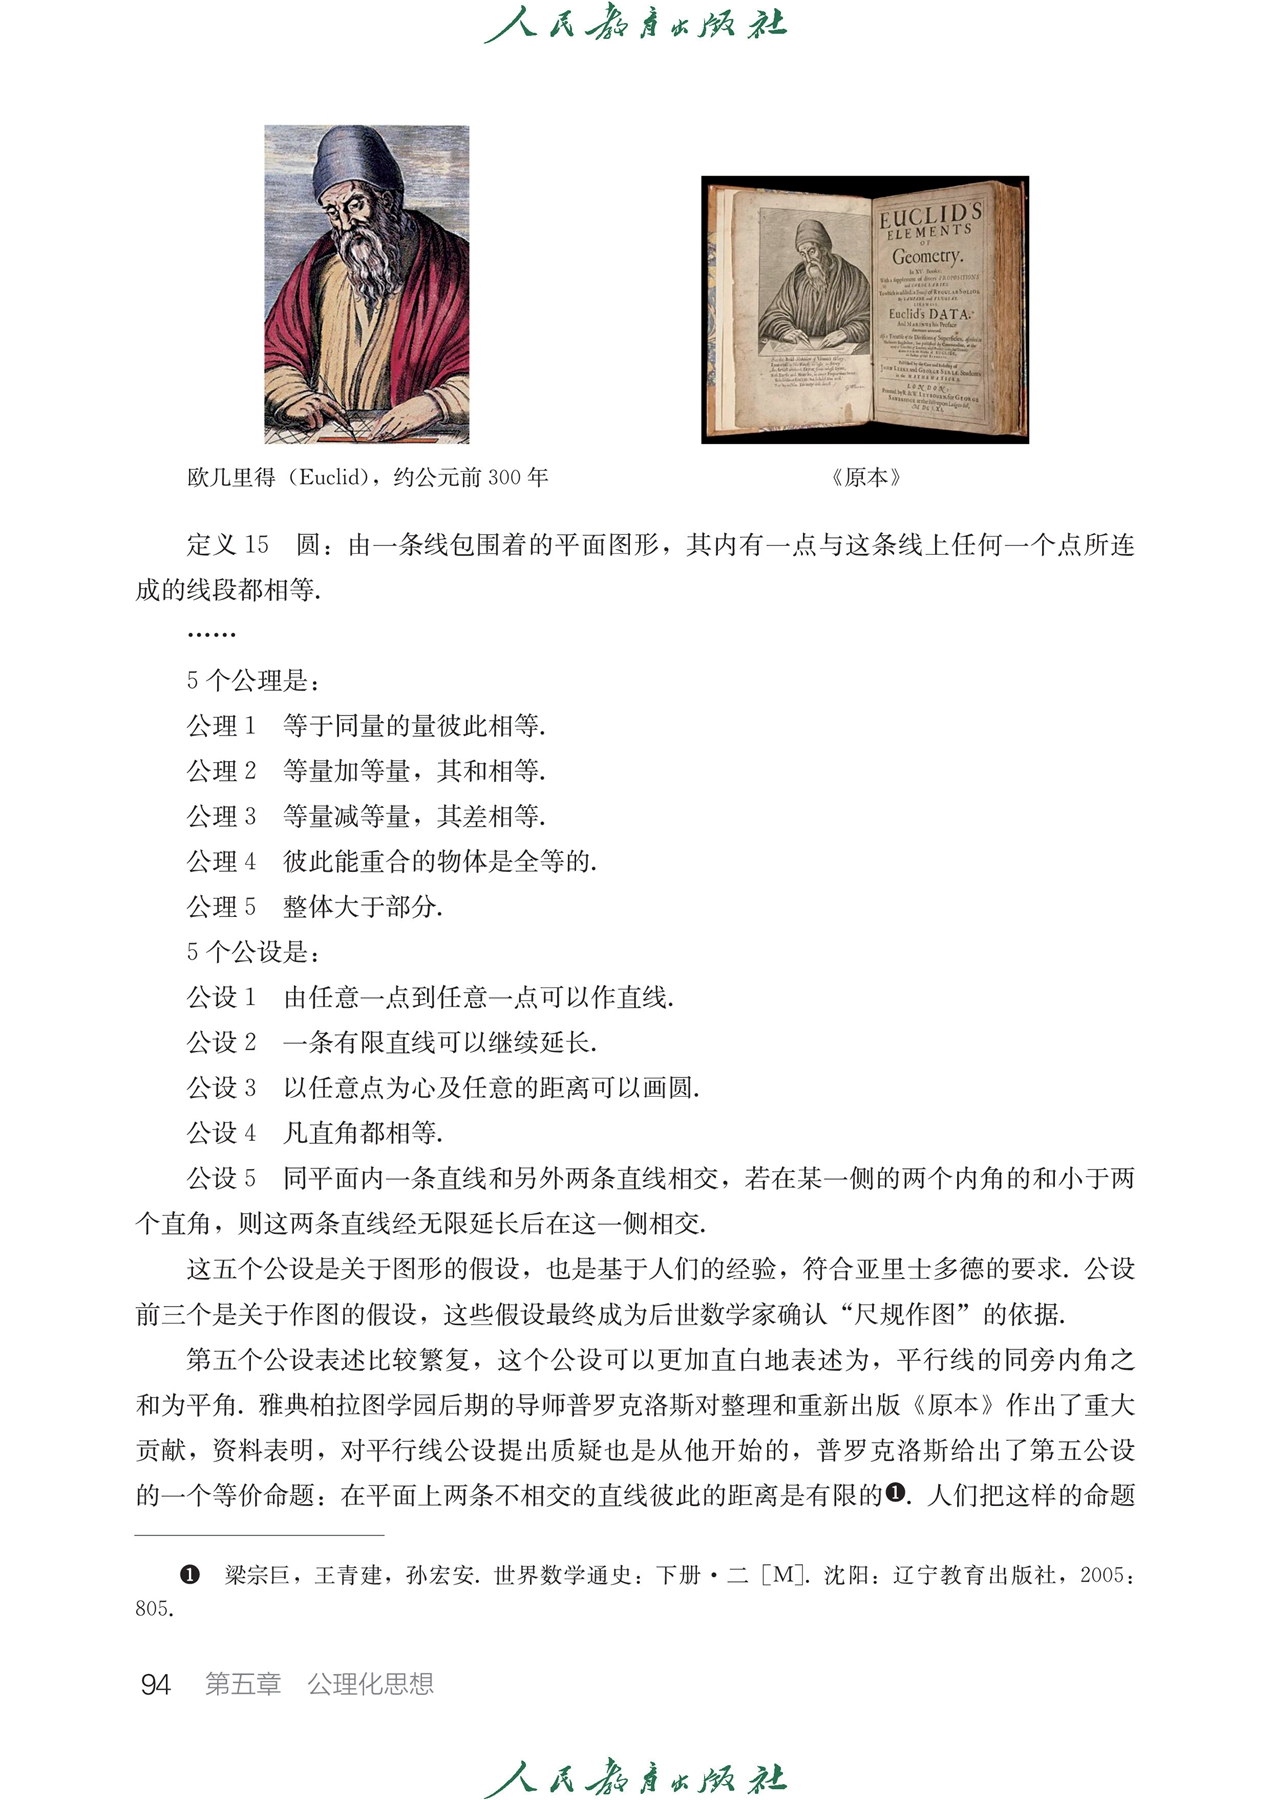 人民教育出版社
EUCLIDS
ELEMENTS
OF
Geometry.
In XV. Books:
Euclid's DATA.
LONDON,
欧几里得（Euclid），约公元前 300 年
《原本》
定义 15　圆：由一条线包围着的平面图形，其内有一点与这条线上任何一个点所连
成的线段都相等.
……
5 个公理是：
公理 1　等于同量的量彼此相等.
公理 2　等量加等量，其和相等.
公理 3　等量减等量，其差相等.
公理 4　彼此能重合的物体是全等的.
公理 5　整体大于部分.
5 个公设是：
公设 1　由任意一点到任意一点可以作直线.
公设 2　一条有限直线可以继续延长.
公设 3　以任意点为心及任意的距离可以画圆.
公设 4　凡直角都相等.
公设 5　同平面内一条直线和另外两条直线相交，若在某一侧的两个内角的和小于两
个直角，则这两条直线经无限延长后在这一侧相交.
这五个公设是关于图形的假设，也是基于人们的经验，符合亚里士多德的要求. 公设
前三个是关于作图的假设，这些假设最终成为后世数学家确认“尺规作图”的依据.
第五个公设表述比较繁复，这个公设可以更加直白地表述为，平行线的同旁内角之
和为平角. 雅典柏拉图学园后期的导师普罗克洛斯对整理和重新出版《原本》作出了重大
贡献，资料表明，对平行线公设提出质疑也是从他开始的，普罗克洛斯给出了第五公设
的一个等价命题：在平面上两条不相交的直线彼此的距离是有限的❶. 人们把这样的命题
❶　梁宗巨，王青建，孙宏安. 世界数学通史：下册·二［M］. 沈阳：辽宁教育出版社，2005：
805.
94　第五章　公理化思想
人民教育出版社